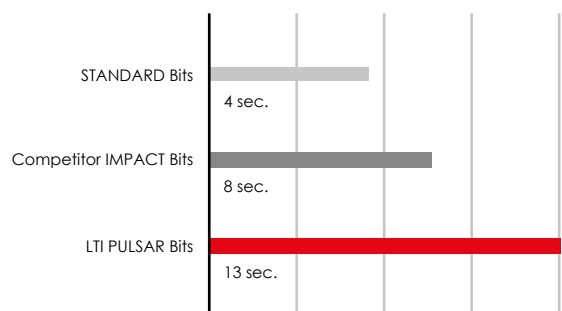 STANDARD Bits
4 sec.
Competitor IMPACT Bits
8 sec.
LTI PULSAR Bits
13 sec.